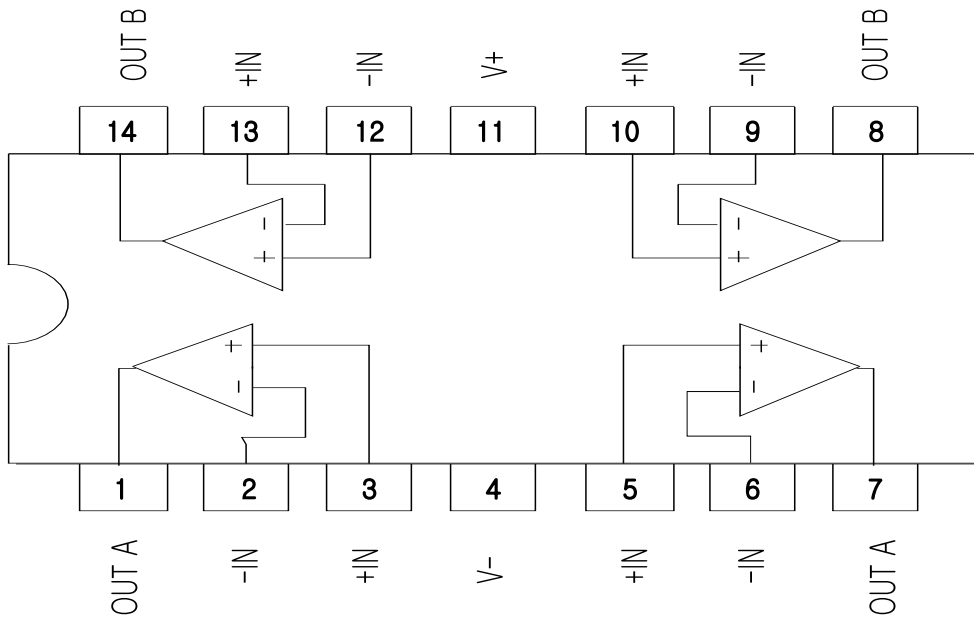 OUT B +IN -IN V+ +IN -IN OUT B
14 13 12 11 10 9 8
- -
+ +
+ +
- -
1 2 3 4 5 6 7
OUT A -IN +IN V- +IN -IN OUT A